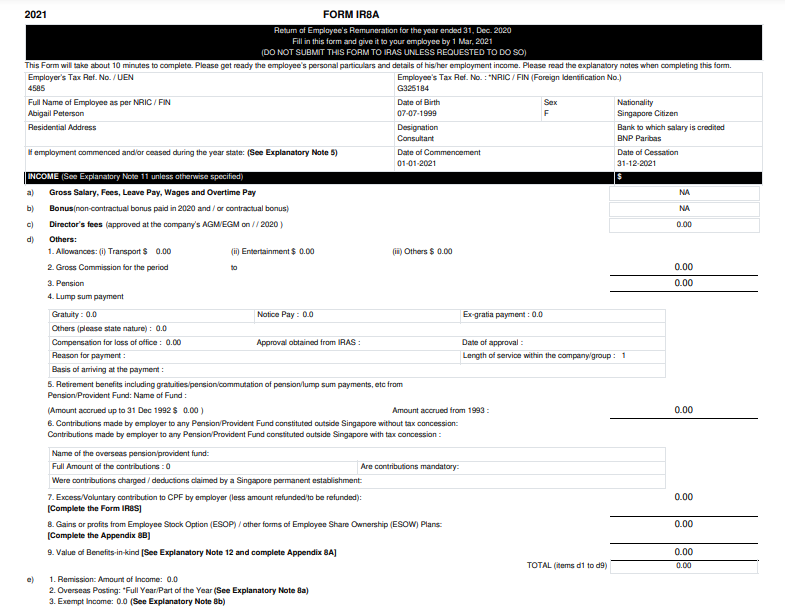 2021 FORM IR8A
Return of Employee's Remuneration for the year ended 31, Dec. 2020
Fill in this form and give it to your employee by 1 Mar, 2021
(DO NOT SUBMIT THIS FORM TO IRAS UNLESS REQUESTED TO DO SO)
This Form will take about 10 minutes to complete. Please get ready the employee's personal particulars and details of his/her employment income. Please read the explanatory notes when completing this form.
Employer's Tax Ref. No. / UEN Employee's Tax Ref. No. : *NRIC / FIN (Foreign Identification No.)
4585 G325184
Full Name of Employee as per NRIC / FIN Date of Birth Sex Nationality
Abigail Peterson 07-07-1999 F Singapore Citizen
Residential Address Designation Bank to which salary is credited
Consultant BNP Paribas
If employment commenced and/or ceased during the year state: (See Explanatory Note 5) Date of Commencement Date of Cessation
01-01-2021 31-12-2021
INCOME (See Explanatory Note 11 unless otherwise specified) $
a) Gross Salary, Fees, Leave Pay, Wages and Overtime Pay NA
b) Bonus(non-contractual bonus paid in 2020 and / or contractual bonus) NA
c) Director's fees (approved at the company's AGM/EGM on / / 2020 ) 0.00
d) Others:
1. Allowances: (i) Transport $ 0.00 (ii) Entertainment $ 0.00 (iii) Others $ 0.00
2. Gross Commission for the period to 0.00
3. Pension 0.00
4. Lump sum payment
Gratuity : 0.0 Notice Pay : 0.0 Ex-gratia payment : 0.0
Others (please state nature) : 0.0
Compensation for loss of office : 0.00 Approval obtained from IRAS : Date of approval :
Reason for payment : Length of service within the company/group : 1
Basis of arriving at the payment :
5. Retirement benefits including gratuities/pension/commutation of pension/lump sum payments, etc from
Pension/Provident Fund: Name of Fund :
(Amount accrued up to 31 Dec 1992 $ 0.00 ) Amount accrued from 1993 : 0.00
6. Contributions made by employer to any Pension/Provident Fund constituted outside Singapore without tax concession:
Contributions made by employer to any Pension/Provident Fund constituted outside Singapore with tax concession :
Name of the overseas pension/provident fund:
Full Amount of the contributions : 0 Are contributions mandatory:
Were contributions charged / deductions claimed by a Singapore permanent establishment:
7. Excess/Voluntary contribution to CPF by employer (less amount refunded/to be refunded): 0.00
[Complete the Form IR8S]
8. Gains or profits from Employee Stock Option (ESOP) / other forms of Employee Share Ownership (ESOW) Plans: 0.00
[Complete the Appendix 8B]
9. Value of Benefits-in-kind [See Explanatory Note 12 and complete Appendix 8A] 0.00
TOTAL (items d1 to d9) 0.00
e) 1. Remission: Amount of Income: 0.0
2. Overseas Posting: *Full Year/Part of the Year (See Explanatory Note 8a)
3. Exempt Income: 0.0 (See Explanatory Note 8b)